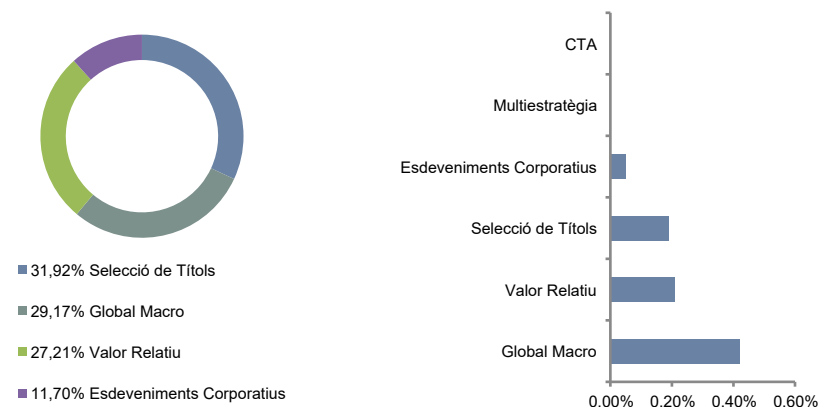 31,92% Selecció de Títols
29,17% Global Macro
27,21% Valor Relatiu
11,70% Esdeveniments Corporatius
CTA
Multiestratègia
Esdeveniments Corporatius
Selecció de Títols
Valor Relatiu
Global Macro
0.00% 0.20% 0.40% 0.60%